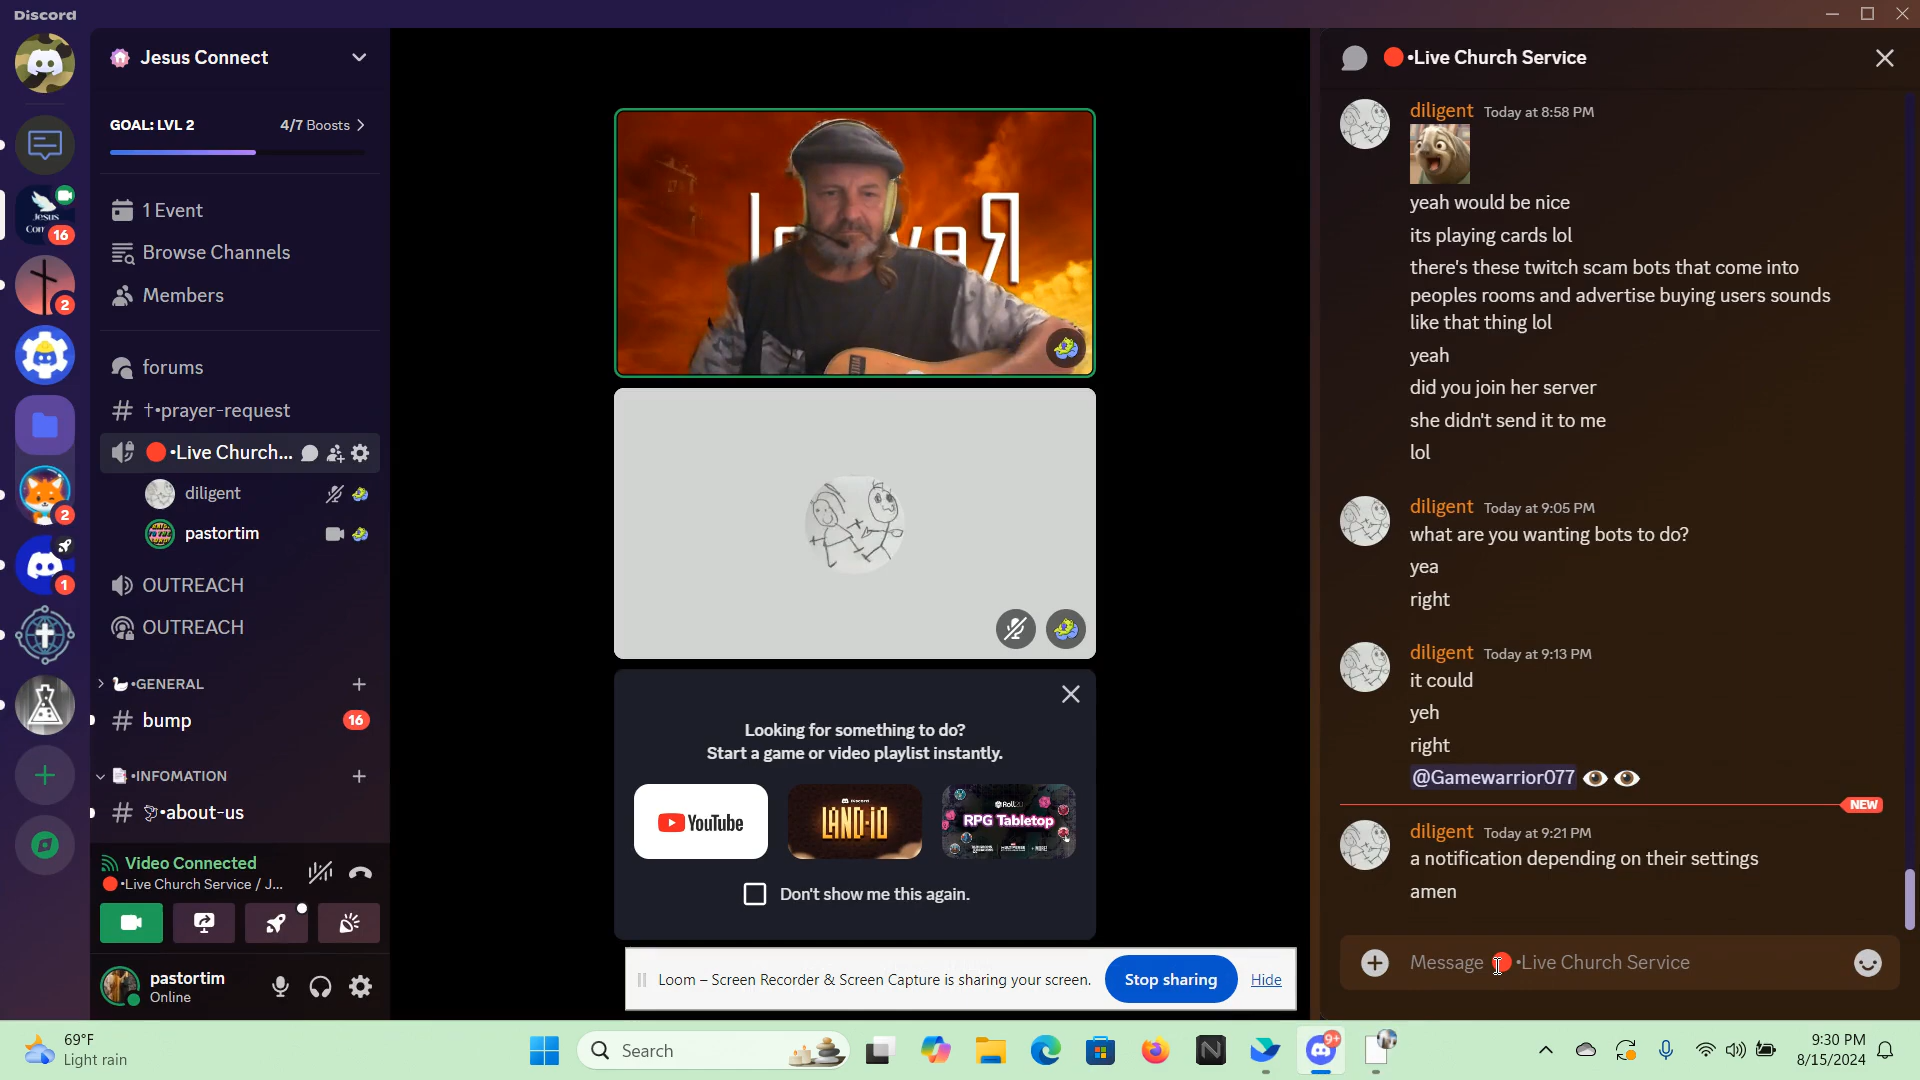 Discord
Jesus Connect
GOAL: LVL 2
4/7 Boosts
1 Event
Browse Channels
Members
forums
†•prayer-request
•Live Church...
diligent
pastortim
OUTREACH
OUTREACH
•GENERAL
bump
16
•INFOMATION
•about-us
Video Connected
•Live Church Service / J...
pastortim
Online
Jesus
16
2
2
1
Looking for something to do?
Start a game or video playlist instantly.
YouTube
LAND-IO
Roll20
RPG Tabletop
Don't show me this again.
Loom – Screen Recorder & Screen Capture is sharing your screen.
Stop sharing
Hide
•Live Church Service
diligent Today at 8:58 PM
yeah would be nice
its playing cards lol
there's these twitch scam bots that come into
peoples rooms and advertise buying users sounds
like that thing lol
yeah
did you join her server
she didn't send it to me
lol
diligent Today at 9:05 PM
what are you wanting bots to do?
yea
right
diligent Today at 9:13 PM
it could
yeh
right
@Gamewarrior077
NEW
diligent Today at 9:21 PM
a notification depending on their settings
amen
Message •Live Church Service
69°F
Light rain
Search
9+
9:30 PM
8/15/2024